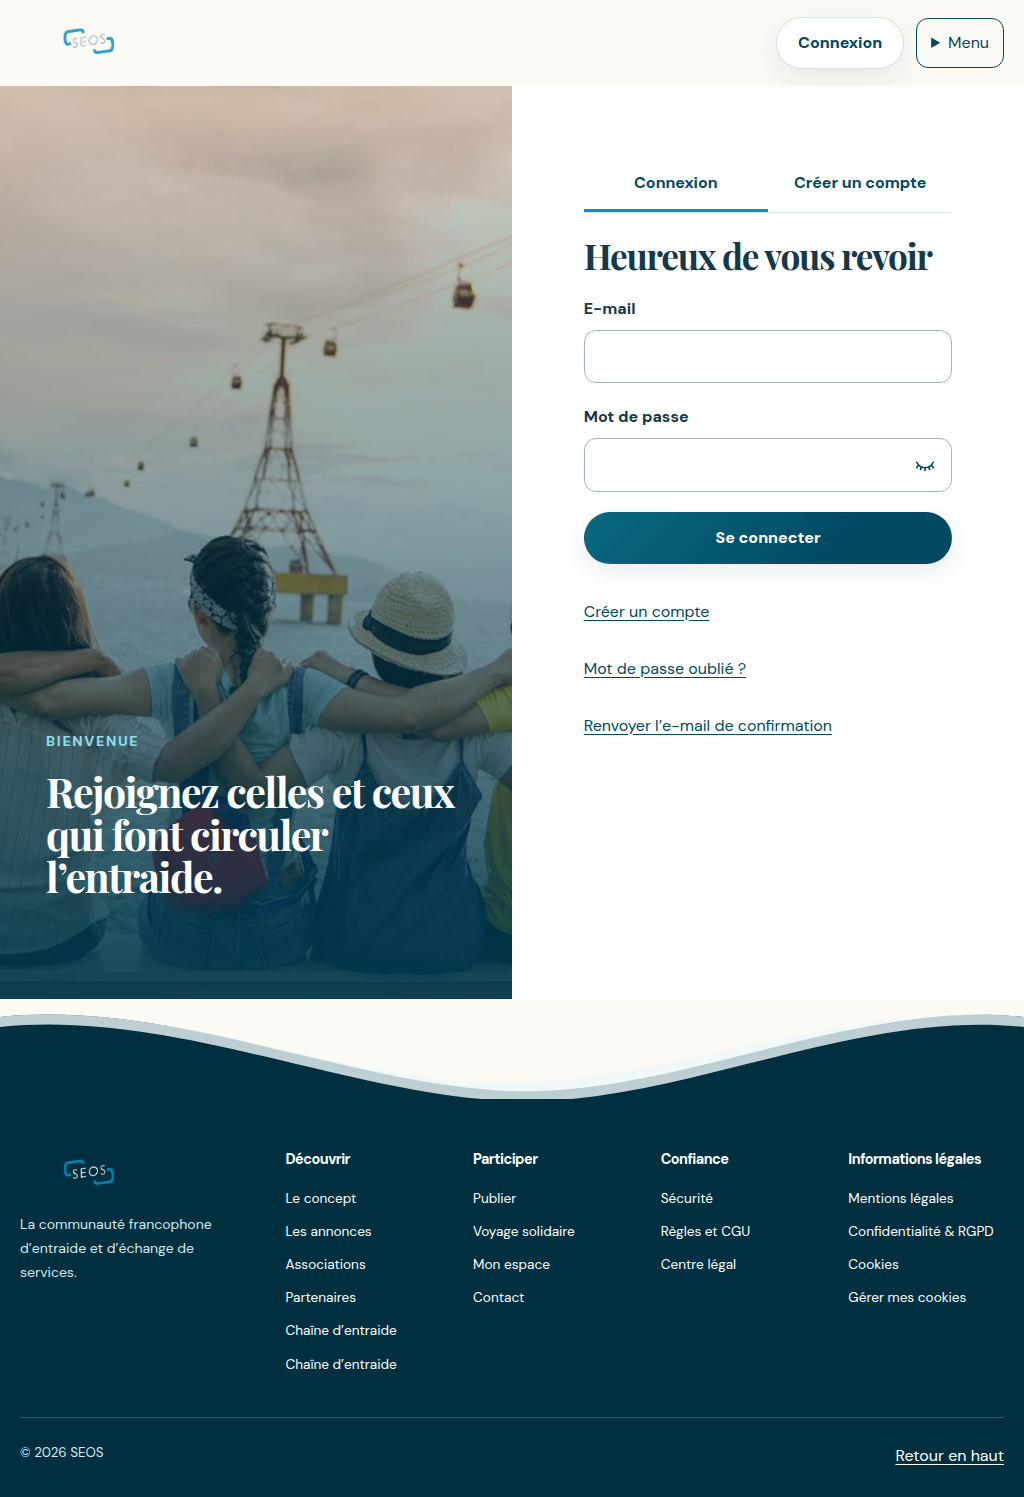 SEOS
Connexion
Menu
Connexion
Créer un compte
Heureux de vous revoir
E-mail
Mot de passe
Se connecter
Créer un compte
Mot de passe oublié ?
Renvoyer l’e-mail de confirmation
BIENVENUE
Rejoignez celles et ceux
qui font circuler
l’entraide.
SEOS
La communauté francophone
d’entraide et d’échange de
services.
Découvrir
Le concept
Les annonces
Associations
Partenaires
Chaîne d’entraide
Chaîne d’entraide
Participer
Publier
Voyage solidaire
Mon espace
Contact
Confiance
Sécurité
Règles et CGU
Centre légal
Informations légales
Mentions légales
Confidentialité & RGPD
Cookies
Gérer mes cookies
© 2026 SEOS
Retour en haut